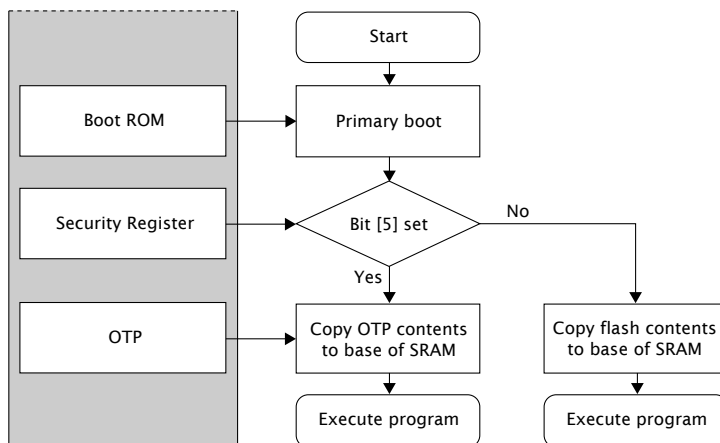 Start
Boot ROM
Primary boot
Security Register
Bit [5] set
No
Yes
OTP
Copy OTP contents
to base of SRAM
Copy flash contents
to base of SRAM
Execute program
Execute program